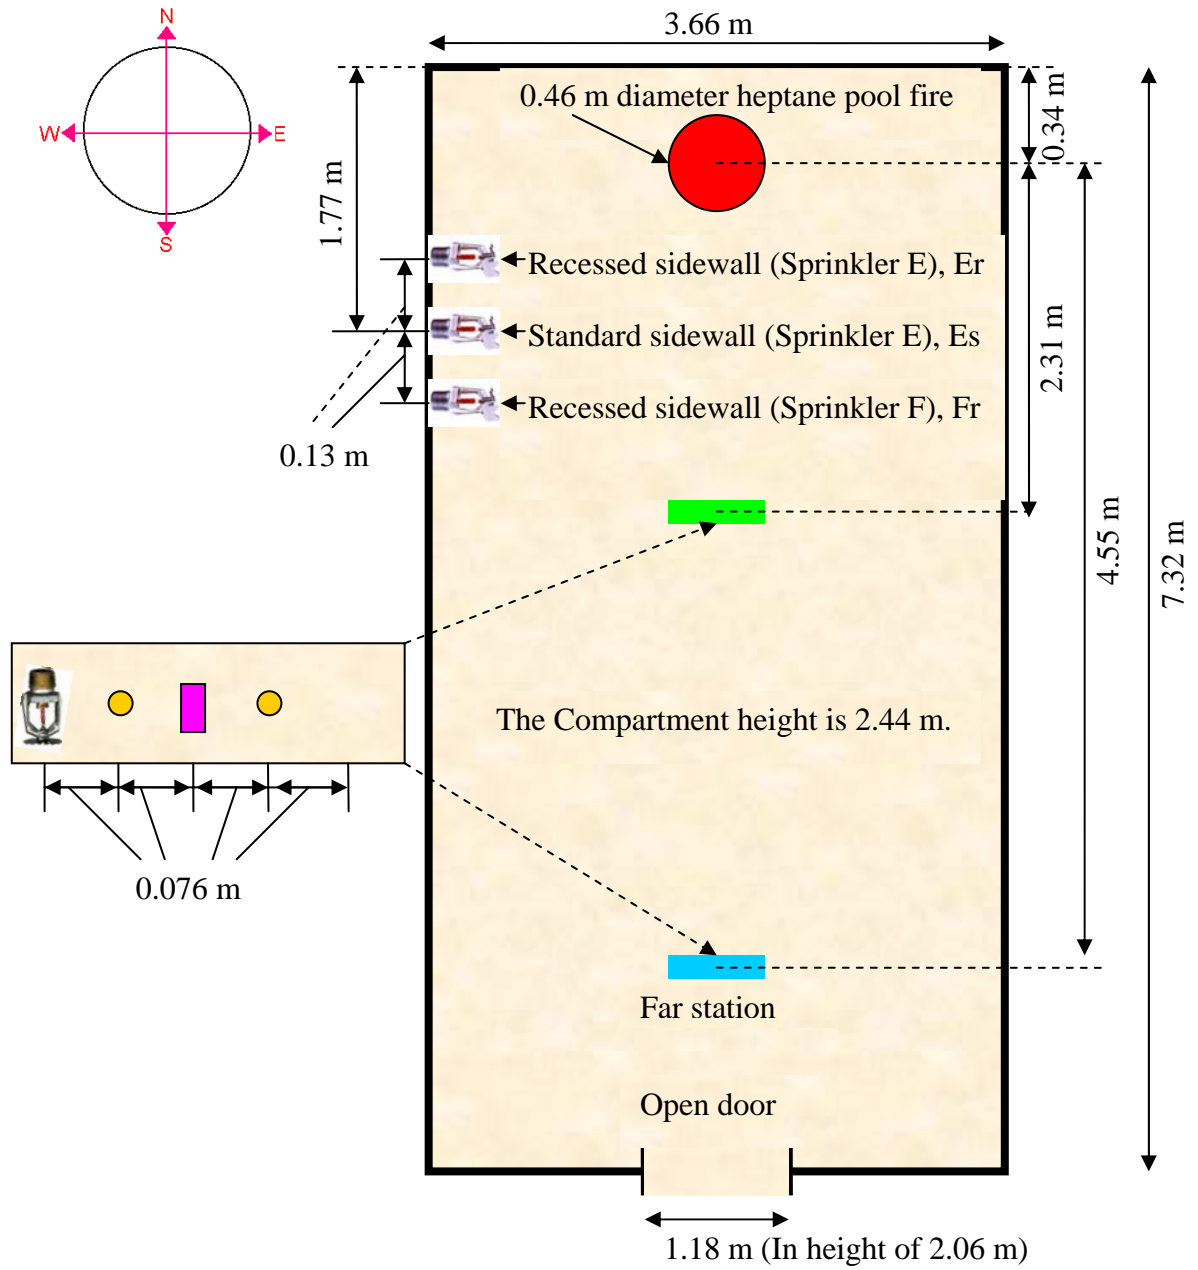 N
3.66 m
0.46 m diameter heptane pool fire
0.34 m
W
E
1.77 m
S
Recessed sidewall (Sprinkler E), Er
Standard sidewall (Sprinkler E), Es
2.31 m
Recessed sidewall (Sprinkler F), Fr
0.13 m
4.55 m
7.32 m
The Compartment height is 2.44 m.
0.076 m
Far station
Open door
1.18 m (In height of 2.06 m)